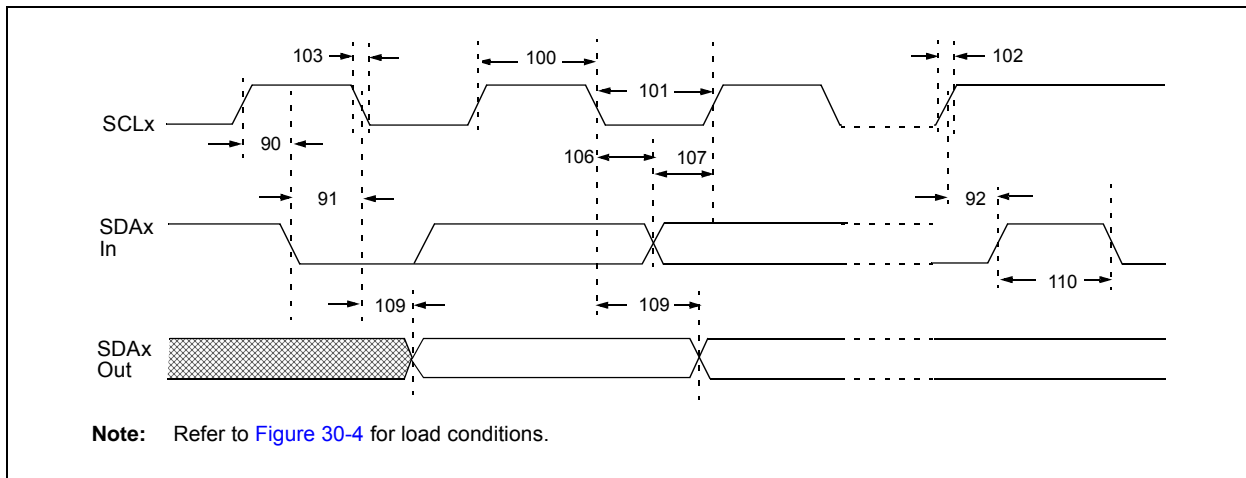 103
100
101
102
SCLx
90
106
107
91
92
SDAx
In
109
109
110
SDAx
Out
Note: Refer to Figure 30-4 for load conditions.